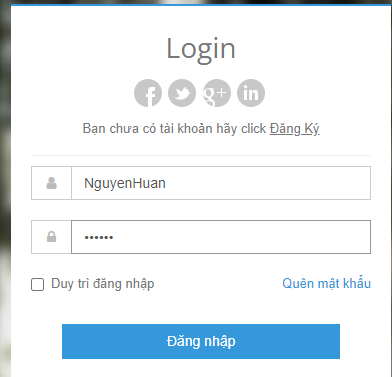 Login
f g+ in
Bạn chưa có tài khoản hãy click Đăng Ký
NguyenHuan
••••••
Duy trì đăng nhập Quên mật khẩu
Đăng nhập